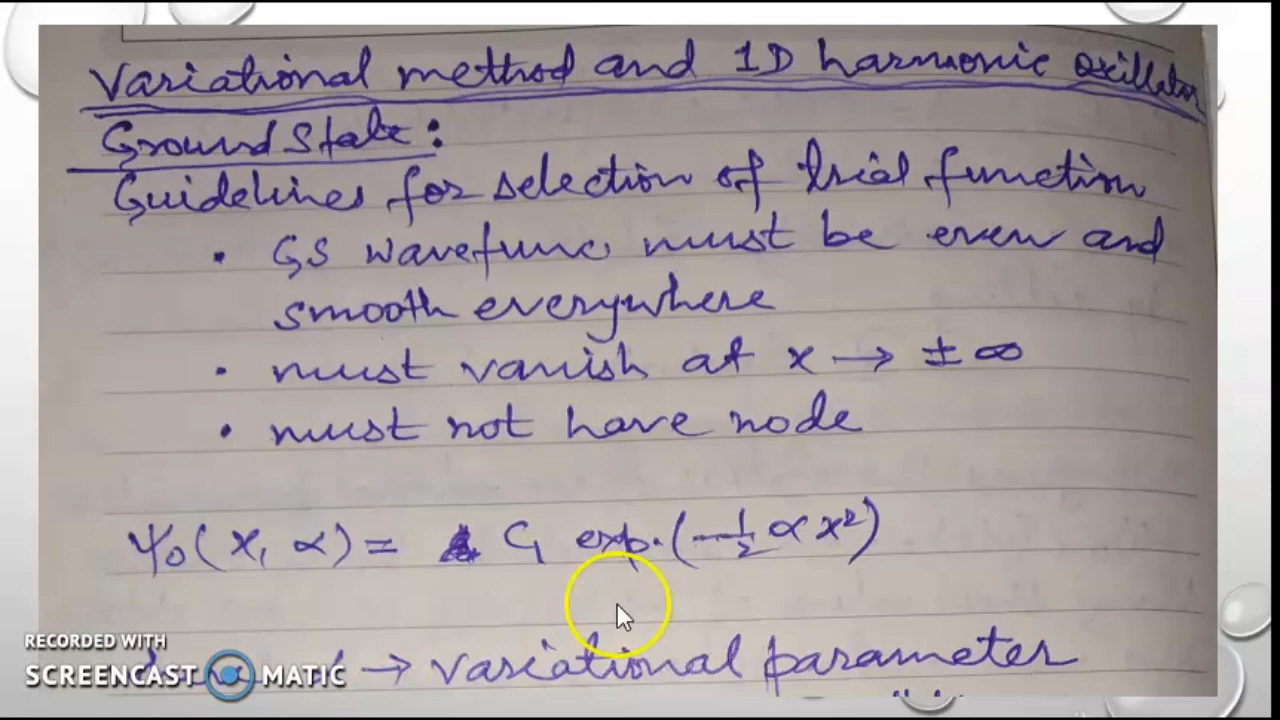 Variational method and 1D harmonic oscillator
Ground State:
Guidelines for selection of trial function
• GS wavefunc. must be even and
smooth everywhere
• must vanish at x → ± ∞
• must not have node
ψ₀(x, α) = C₁ exp.(-½ αx²)
→ variational parameter
RECORDED WITH
SCREENCAST MATIC